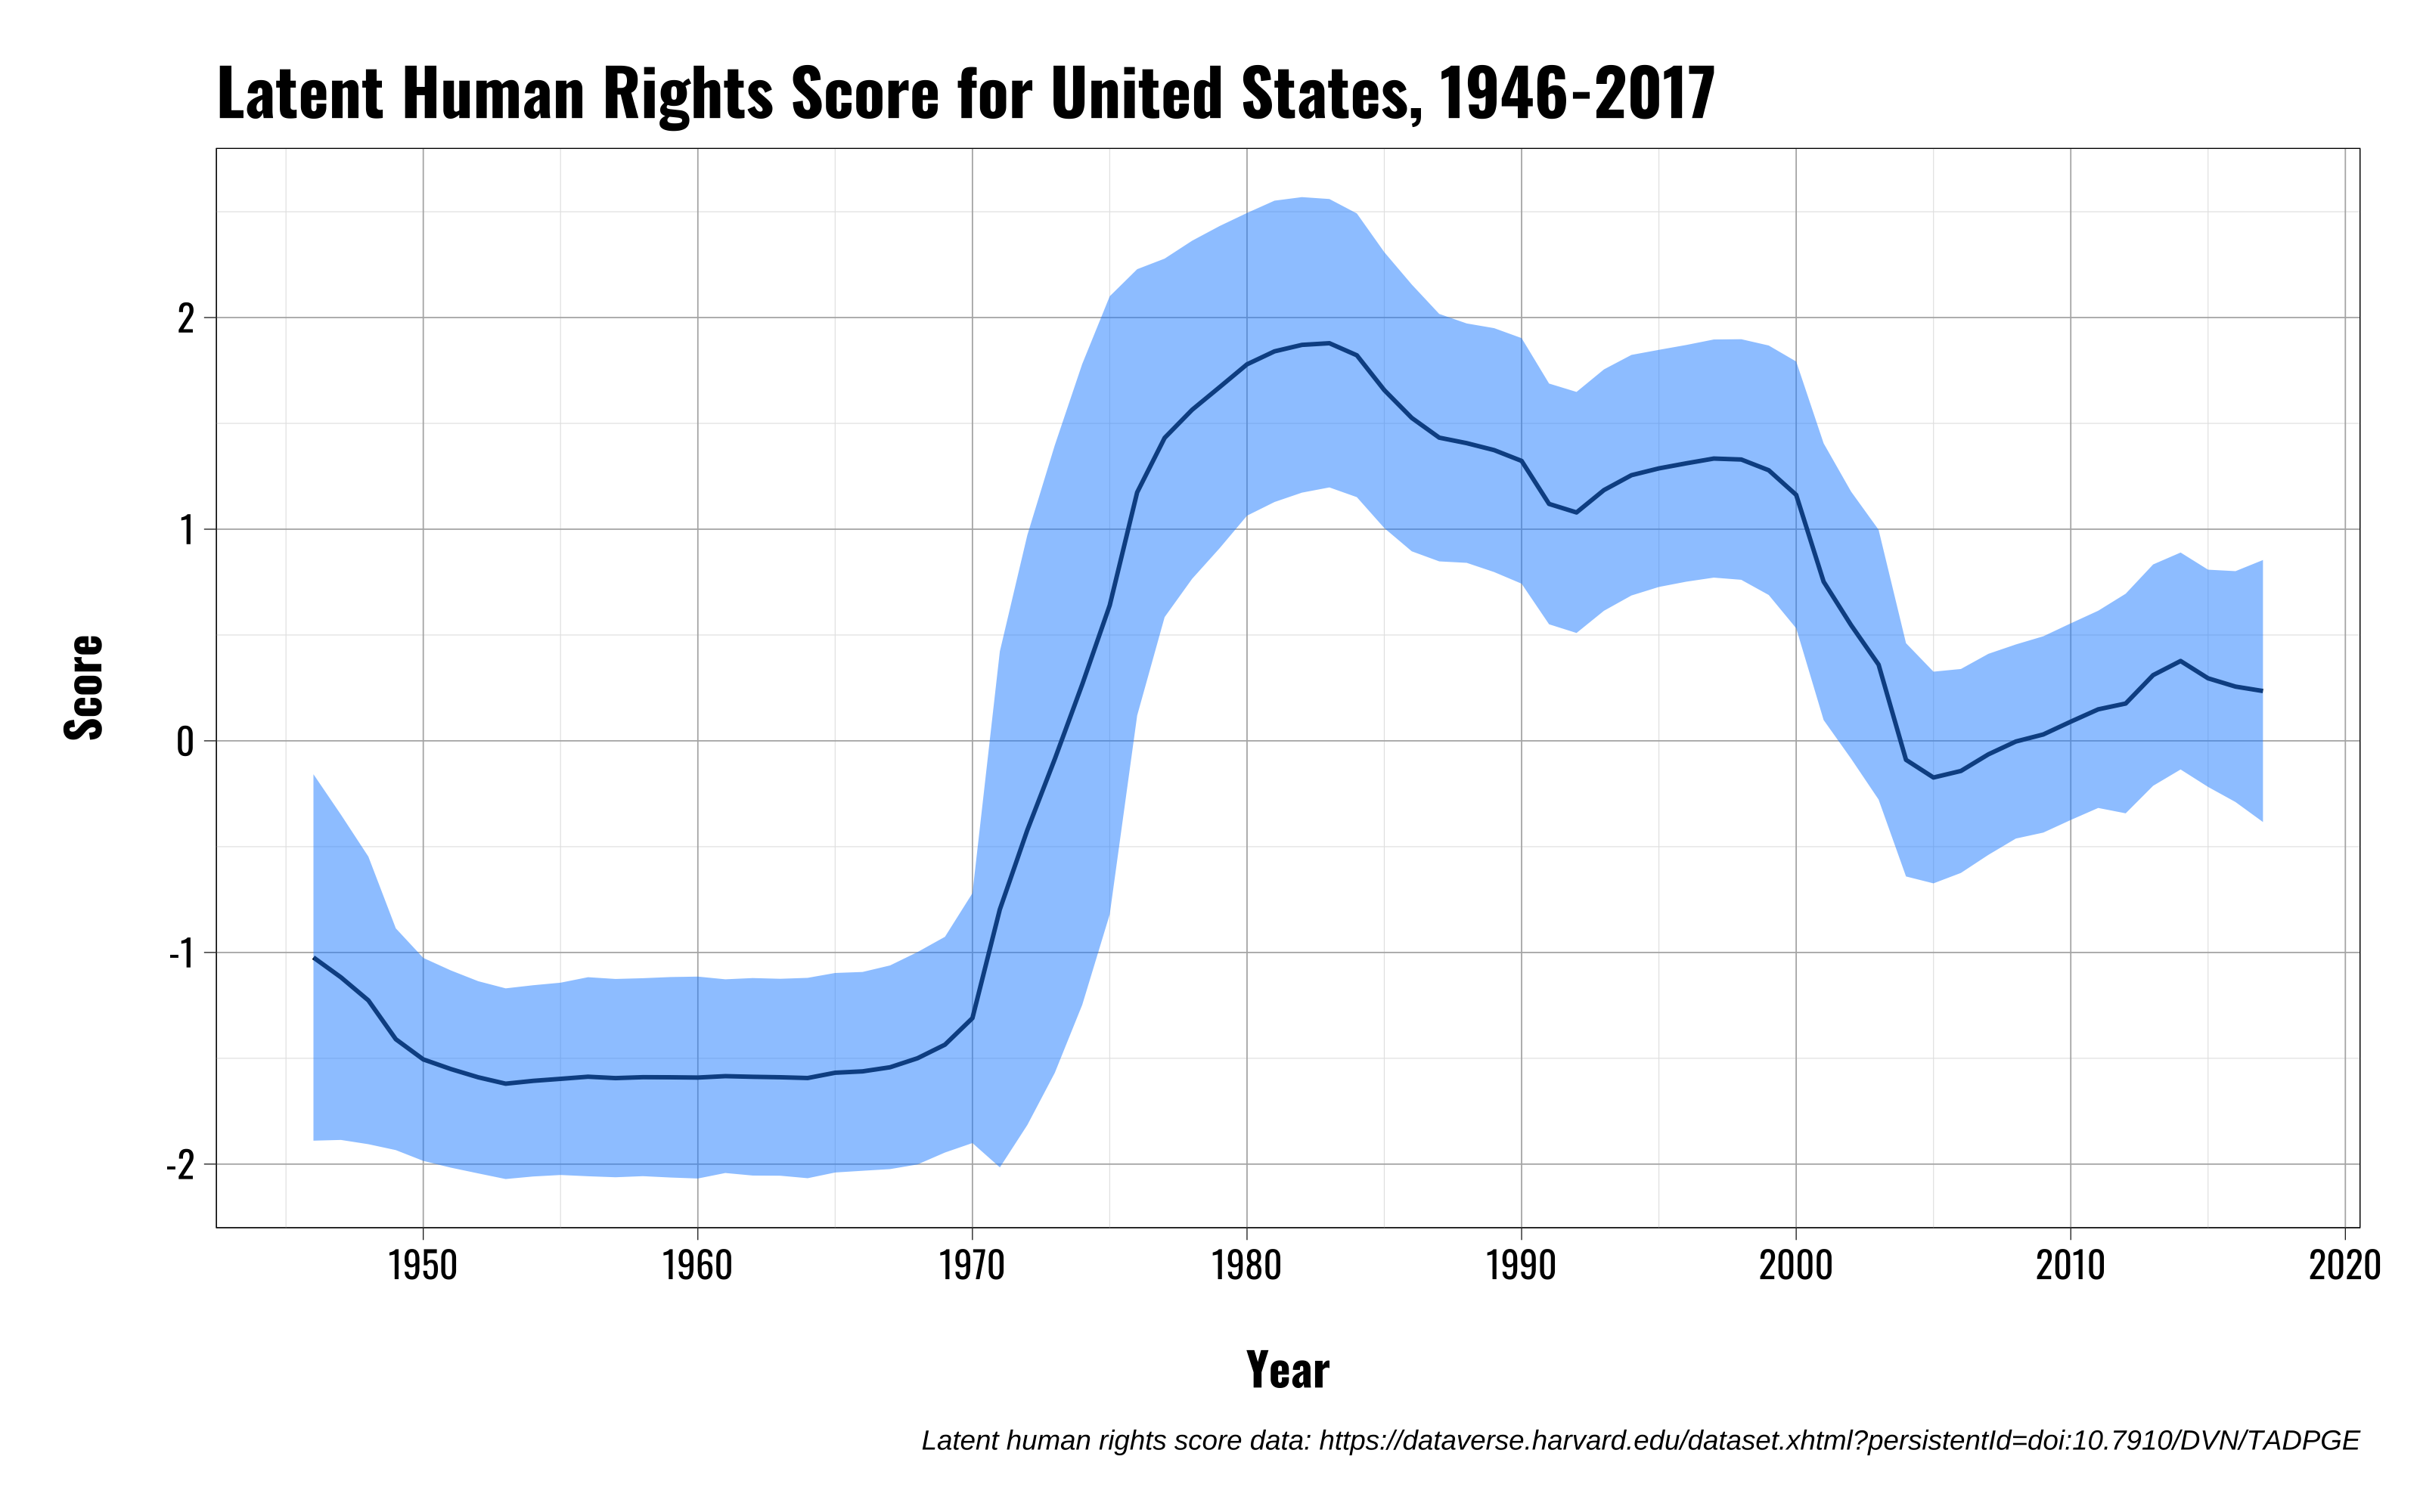 Latent Human Rights Score for United States, 1946-2017
Score
2
1
0
-1
-2
1950 1960 1970 1980 1990 2000 2010 2020
Year
Latent human rights score data: https://dataverse.harvard.edu/dataset.xhtml?persistentId=doi:10.7910/DVN/TADPGE